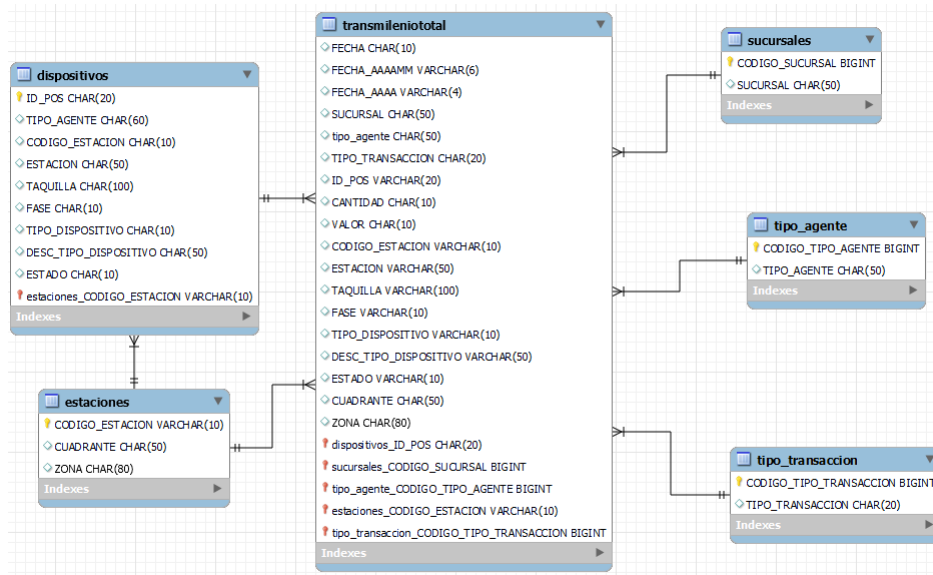 dispositivos
ID_POS CHAR(20)
TIPO_AGENTE CHAR(60)
CODIGO_ESTACION CHAR(10)
ESTACION CHAR(50)
TAQUILLA CHAR(100)
FASE CHAR(10)
TIPO_DISPOSITIVO CHAR(10)
DESC_TIPO_DISPOSITIVO CHAR(50)
ESTADO CHAR(10)
estaciones_CODIGO_ESTACION VARCHAR(10)
Indexes
estaciones
CODIGO_ESTACION VARCHAR(10)
CUADRANTE CHAR(50)
ZONA CHAR(80)
Indexes
transmileniototal
FECHA CHAR(10)
FECHA_AAAAMM VARCHAR(6)
FECHA_AAAA VARCHAR(4)
SUCURSAL CHAR(50)
tipo_agente CHAR(50)
TIPO_TRANSACCION CHAR(20)
ID_POS VARCHAR(20)
CANTIDAD CHAR(10)
VALOR CHAR(10)
CODIGO_ESTACION VARCHAR(10)
ESTACION VARCHAR(50)
TAQUILLA VARCHAR(100)
FASE VARCHAR(10)
TIPO_DISPOSITIVO VARCHAR(10)
DESC_TIPO_DISPOSITIVO VARCHAR(50)
ESTADO VARCHAR(10)
CUADRANTE CHAR(50)
ZONA CHAR(80)
dispositivos_ID_POS CHAR(20)
sucursales_CODIGO_SUCURSAL BIGINT
tipo_agente_CODIGO_TIPO_AGENTE BIGINT
estaciones_CODIGO_ESTACION VARCHAR(10)
tipo_transaccion_CODIGO_TIPO_TRANSACCION BIGINT
Indexes
sucursales
CODIGO_SUCURSAL BIGINT
SUCURSAL CHAR(50)
Indexes
tipo_agente
CODIGO_TIPO_AGENTE BIGINT
TIPO_AGENTE CHAR(50)
Indexes
tipo_transaccion
CODIGO_TIPO_TRANSACCION BIGINT
TIPO_TRANSACCION CHAR(20)
Indexes